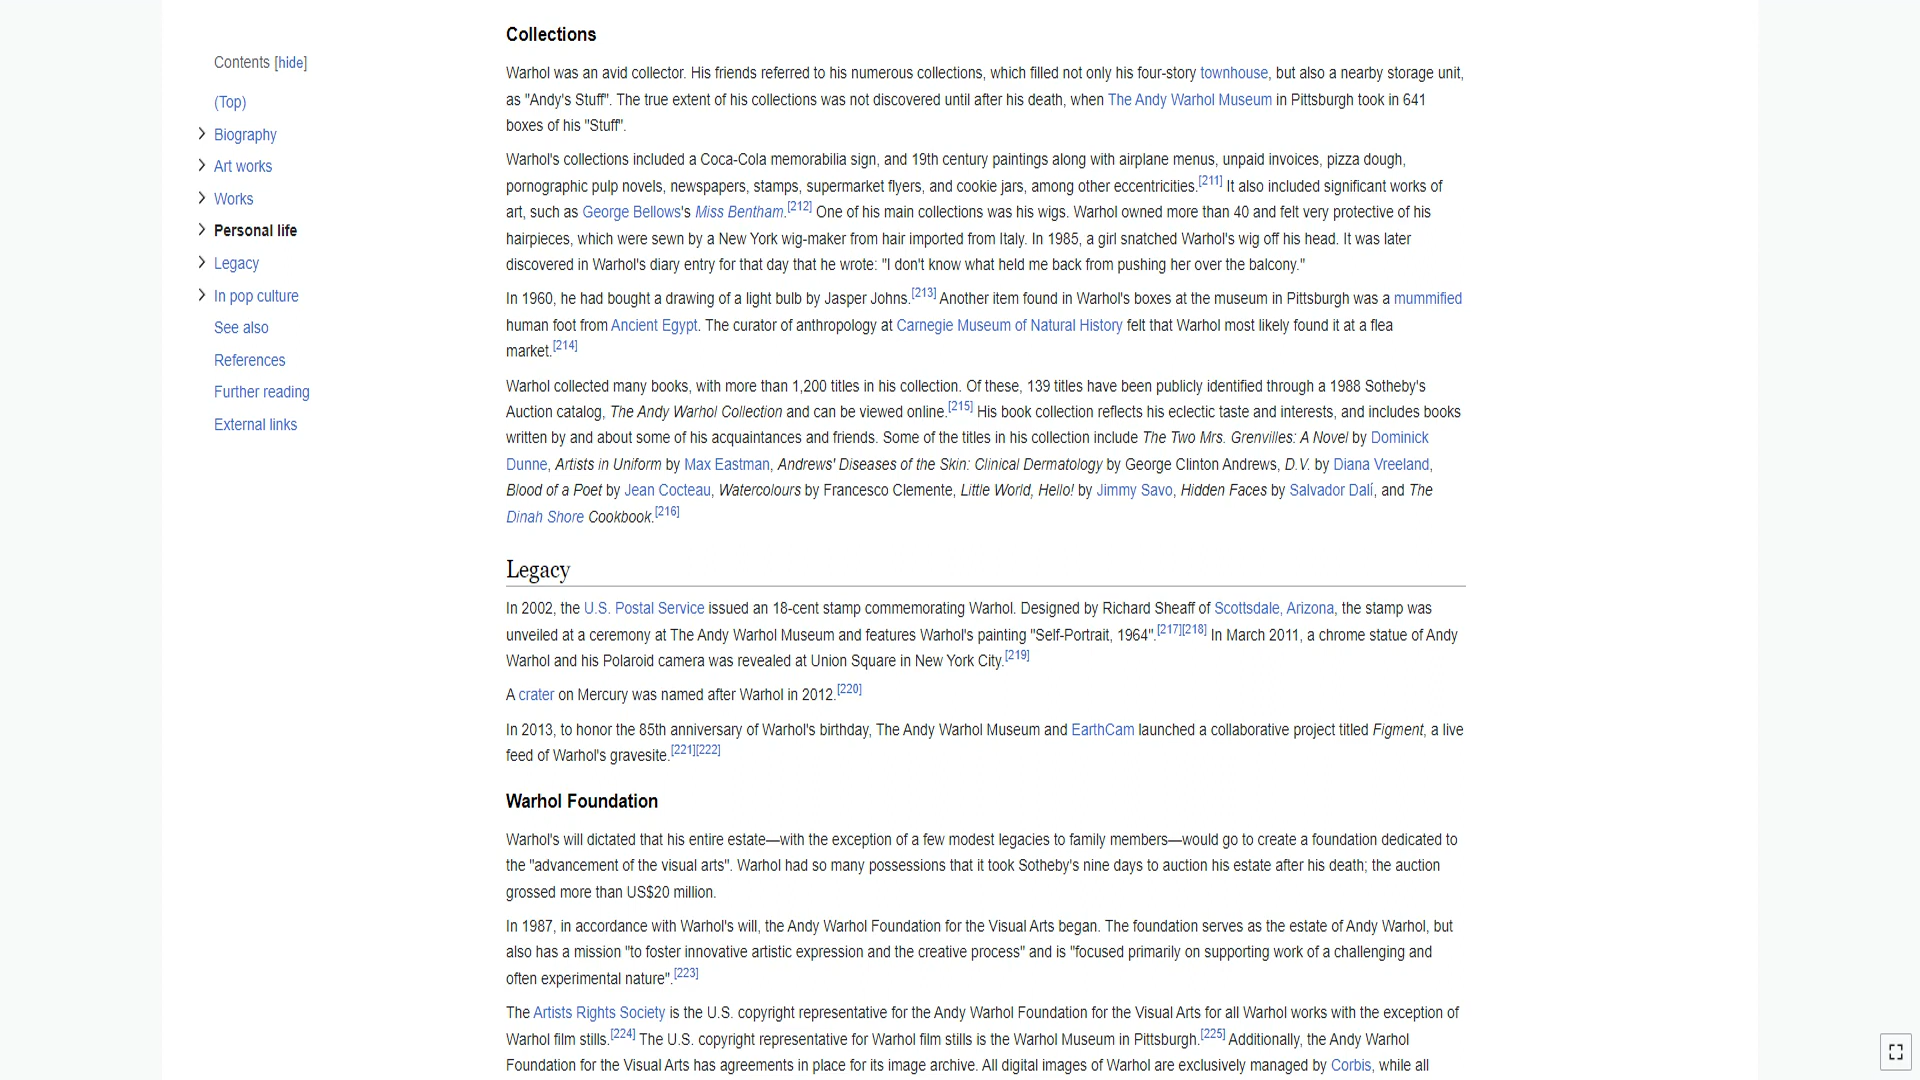 Contents [hide]
(Top)
Biography
Art works
Works
Personal life
Legacy
In pop culture
See also
References
Further reading
External links
Collections
Warhol was an avid collector. His friends referred to his numerous collections, which filled not only his four-story townhouse, but also a nearby storage unit,
as "Andy's Stuff". The true extent of his collections was not discovered until after his death, when The Andy Warhol Museum in Pittsburgh took in 641
boxes of his "Stuff".
Warhol's collections included a Coca-Cola memorabilia sign, and 19th century paintings along with airplane menus, unpaid invoices, pizza dough,
pornographic pulp novels, newspapers, stamps, supermarket flyers, and cookie jars, among other eccentricities.[211] It also included significant works of
art, such as George Bellows's Miss Bentham.[212] One of his main collections was his wigs. Warhol owned more than 40 and felt very protective of his
hairpieces, which were sewn by a New York wig-maker from hair imported from Italy. In 1985, a girl snatched Warhol's wig off his head. It was later
discovered in Warhol's diary entry for that day that he wrote: "I don't know what held me back from pushing her over the balcony."
In 1960, he had bought a drawing of a light bulb by Jasper Johns.[213] Another item found in Warhol's boxes at the museum in Pittsburgh was a mummified
human foot from Ancient Egypt. The curator of anthropology at Carnegie Museum of Natural History felt that Warhol most likely found it at a flea
market.[214]
Warhol collected many books, with more than 1,200 titles in his collection. Of these, 139 titles have been publicly identified through a 1988 Sotheby's
Auction catalog, The Andy Warhol Collection and can be viewed online.[215] His book collection reflects his eclectic taste and interests, and includes books
written by and about some of his acquaintances and friends. Some of the titles in his collection include The Two Mrs. Grenvilles: A Novel by Dominick
Dunne, Artists in Uniform by Max Eastman, Andrews' Diseases of the Skin: Clinical Dermatology by George Clinton Andrews, D.V. by Diana Vreeland,
Blood of a Poet by Jean Cocteau, Watercolours by Francesco Clemente, Little World, Hello! by Jimmy Savo, Hidden Faces by Salvador Dalí, and The
Dinah Shore Cookbook.[216]
Legacy
In 2002, the U.S. Postal Service issued an 18-cent stamp commemorating Warhol. Designed by Richard Sheaff of Scottsdale, Arizona, the stamp was
unveiled at a ceremony at The Andy Warhol Museum and features Warhol's painting "Self-Portrait, 1964".[217][218] In March 2011, a chrome statue of Andy
Warhol and his Polaroid camera was revealed at Union Square in New York City.[219]
A crater on Mercury was named after Warhol in 2012.[220]
In 2013, to honor the 85th anniversary of Warhol's birthday, The Andy Warhol Museum and EarthCam launched a collaborative project titled Figment, a live
feed of Warhol's gravesite.[221][222]
Warhol Foundation
Warhol's will dictated that his entire estate—with the exception of a few modest legacies to family members—would go to create a foundation dedicated to
the "advancement of the visual arts". Warhol had so many possessions that it took Sotheby's nine days to auction his estate after his death; the auction
grossed more than US$20 million.
In 1987, in accordance with Warhol's will, the Andy Warhol Foundation for the Visual Arts began. The foundation serves as the estate of Andy Warhol, but
also has a mission "to foster innovative artistic expression and the creative process" and is "focused primarily on supporting work of a challenging and
often experimental nature".[223]
The Artists Rights Society is the U.S. copyright representative for the Andy Warhol Foundation for the Visual Arts for all Warhol works with the exception of
Warhol film stills.[224] The U.S. copyright representative for Warhol film stills is the Warhol Museum in Pittsburgh.[225] Additionally, the Andy Warhol
Foundation for the Visual Arts has agreements in place for its image archive. All digital images of Warhol are exclusively managed by Corbis, while all